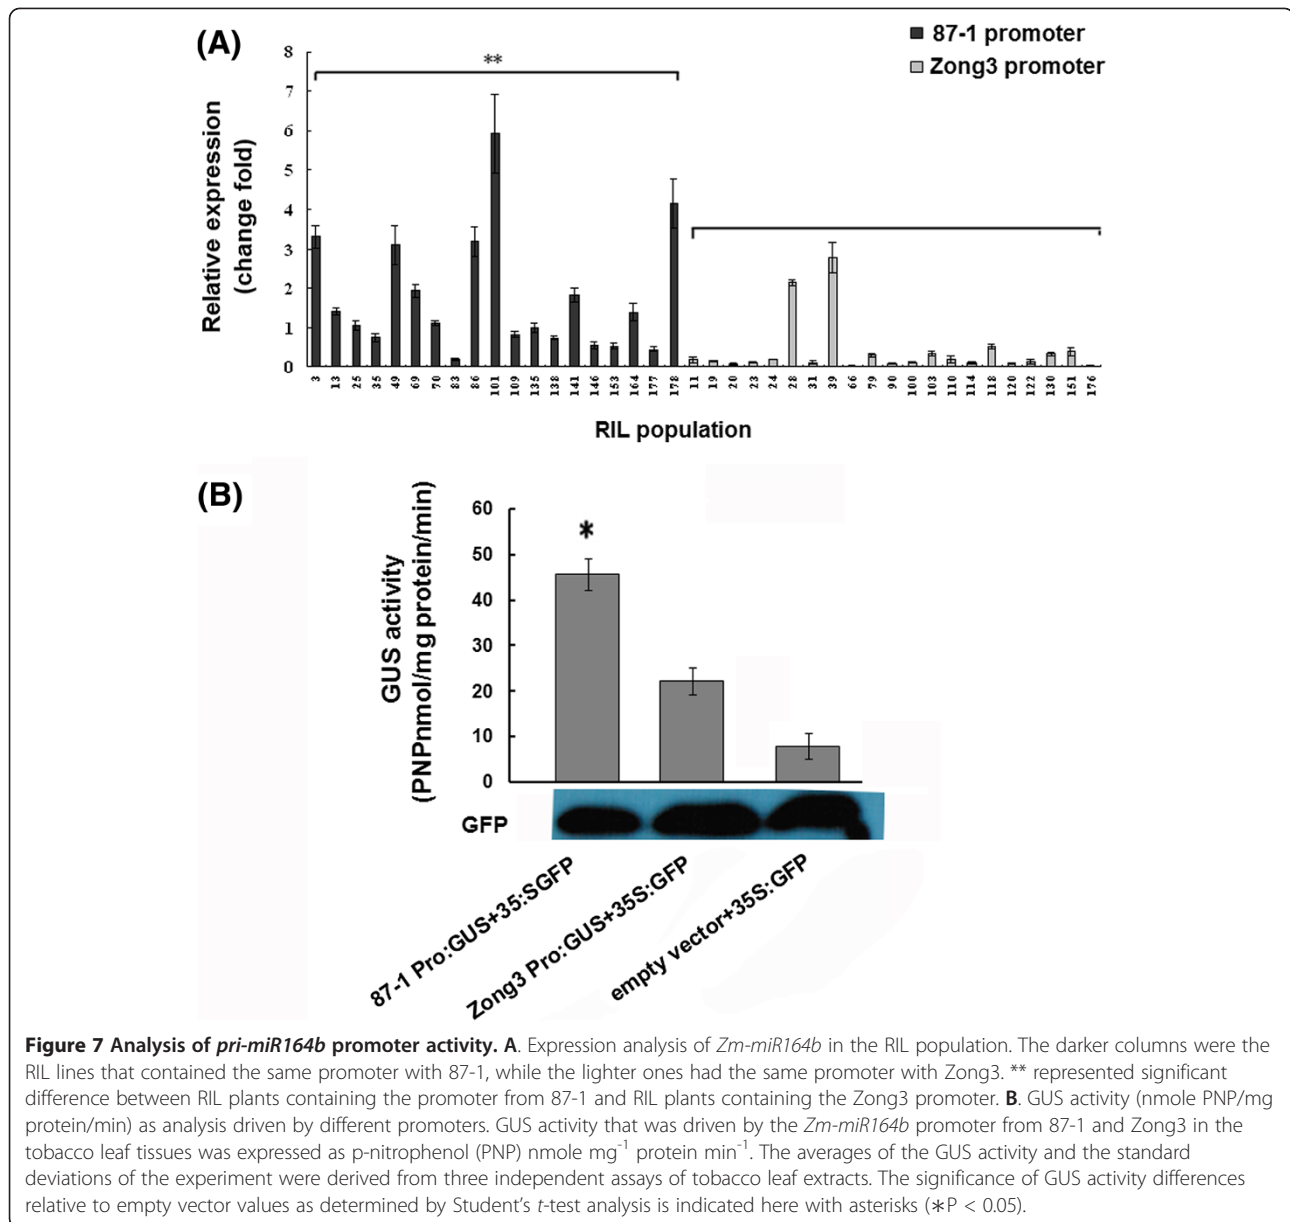 (A)
87-1 promoter
Zong3 promoter
Relative expression
(change fold)
8
7
6
5
4
3
2
1
0
**
3 13 25 35 49 69 70 83 86 101 109 135 138 141 146 153 164 177 178 11 19 20 23 24 28 31 39 66 79 90 100 103 110 114 118 120 122 130 151 176
RIL population
(B)
GUS activity
(PNPnmol/mg protein/min)
60
50
40
30
20
10
0
*
GFP
87-1 Pro:GUS+35:SGFP
Zong3 Pro:GUS+35S:GFP
empty vector+35S:GFP
Figure 7 Analysis of pri-miR164b promoter activity. A. Expression analysis of Zm-miR164b in the RIL population. The darker columns were the
RIL lines that contained the same promoter with 87-1, while the lighter ones had the same promoter with Zong3. ** represented significant
difference between RIL plants containing the promoter from 87-1 and RIL plants containing the Zong3 promoter. B. GUS activity (nmole PNP/mg
protein/min) as analysis driven by different promoters. GUS activity that was driven by the Zm-miR164b promoter from 87-1 and Zong3 in the
tobacco leaf tissues was expressed as p-nitrophenol (PNP) nmole mg⁻¹ protein min⁻¹. The averages of the GUS activity and the standard
deviations of the experiment were derived from three independent assays of tobacco leaf extracts. The significance of GUS activity differences
relative to empty vector values as determined by Student's t-test analysis is indicated here with asterisks (*P < 0.05).